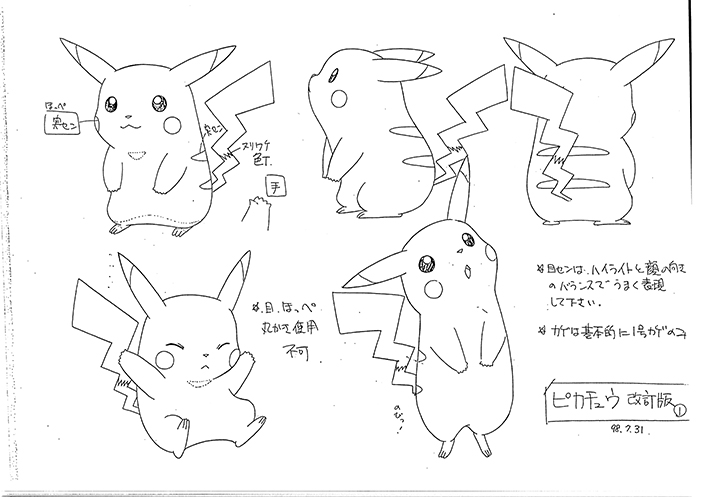 ほっぺ
実セン
実セン
スリワケ
色T.
手
※目センは、ハイライトと顔の向き
のバランスで うまく表現
して下さい.
※ カゲは基本的に1号カゲのみ
※.目.ほっぺ
丸かさ使用
不可
のびっ!
ピカチュウ 改訂版 ①
98.7.31.